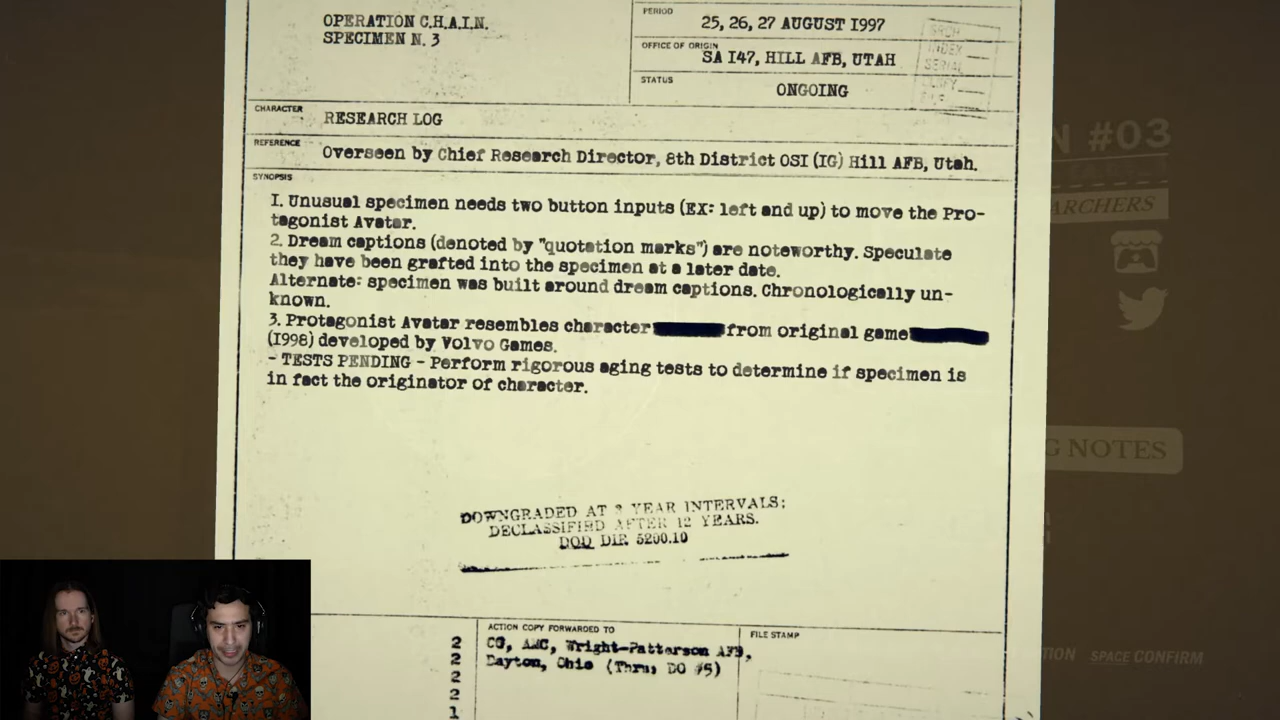 OPERATION C.H.A.I.N.
SPECIMEN N. 3
PERIOD
25, 26, 27 AUGUST 1997
OFFICE OF ORIGIN
SA I47, HILL AFB, UTAH
STATUS
ONGOING
INDEX
SERIAL
CHARACTER
RESEARCH LOG
REFERENCE
Overseen by Chief Research Director, 8th District OSI (IG) Hill AFB, Utah.
SYNOPSIS
I. Unusual specimen needs two button inputs (EX: left and up) to move the Pro-
tagonist Avatar.
2. Dream captions (denoted by "quotation marks") are noteworthy. Speculate
they have been grafted into the specimen at a later date.
Alternate: specimen was built around dream captions. Chronologically un-
known.
3. Protagonist Avatar resembles character from original game
(1998) developed by Volvo Games.
- TESTS PENDING - Perform rigorous aging tests to determine if specimen is
in fact the originator of character.
DOWNGRADED AT 3 YEAR INTERVALS;
DECLASSIFIED AFTER 12 YEARS.
DOD DIR 5200.10
ACTION COPY FORWARDED TO
FILE STAMP
2
2
2
2
1
CG, AMC, Wright-Patterson AFB,
Dayton, Ohio (Thru; DO #5)
N #03
ARCHERS
G NOTES
TION SPACE CONFIRM